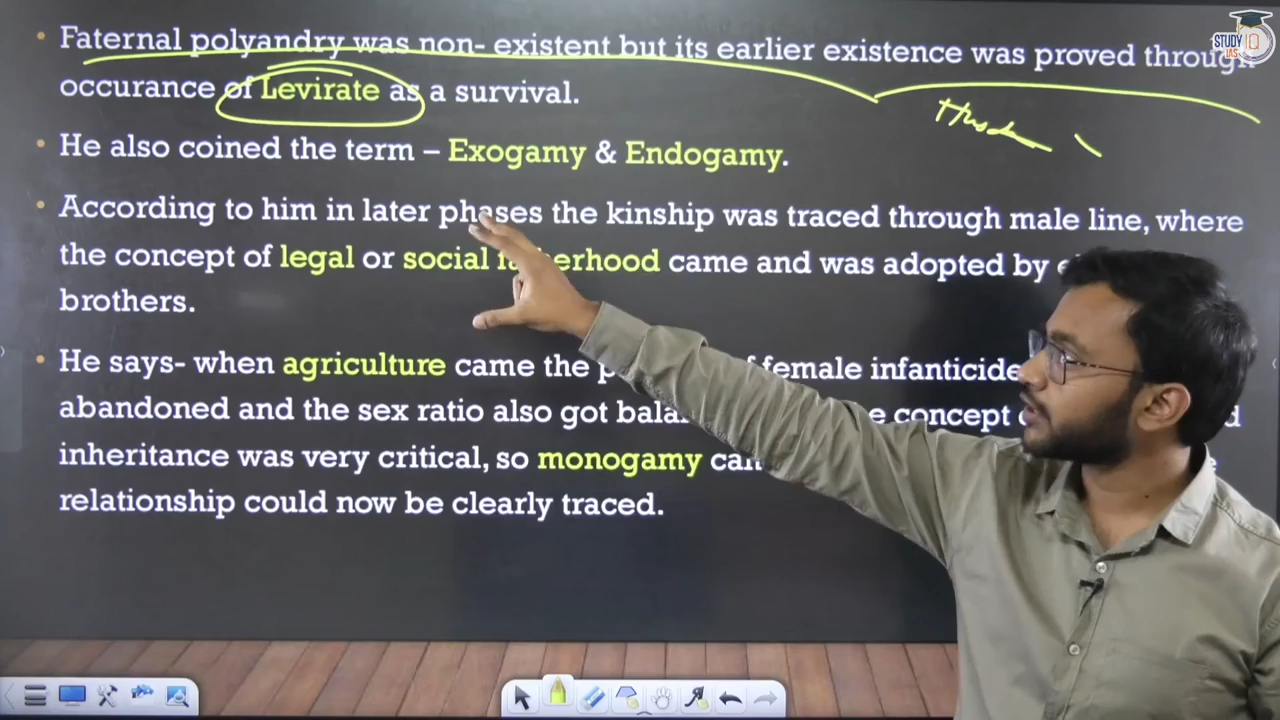 STUDY IQ
IAS
• Faternal polyandry was non- existent but its earlier existence was proved through
occurance of Levirate as a survival.
• He also coined the term – Exogamy & Endogamy.
• According to him in later phases the kinship was traced through male line, where
the concept of legal or social fatherhood came and was adopted by
brothers.
• He says- when agriculture came the female infanticide
abandoned and the sex ratio also got concept
inheritance was very critical, so monogamy
relationship could now be clearly traced.